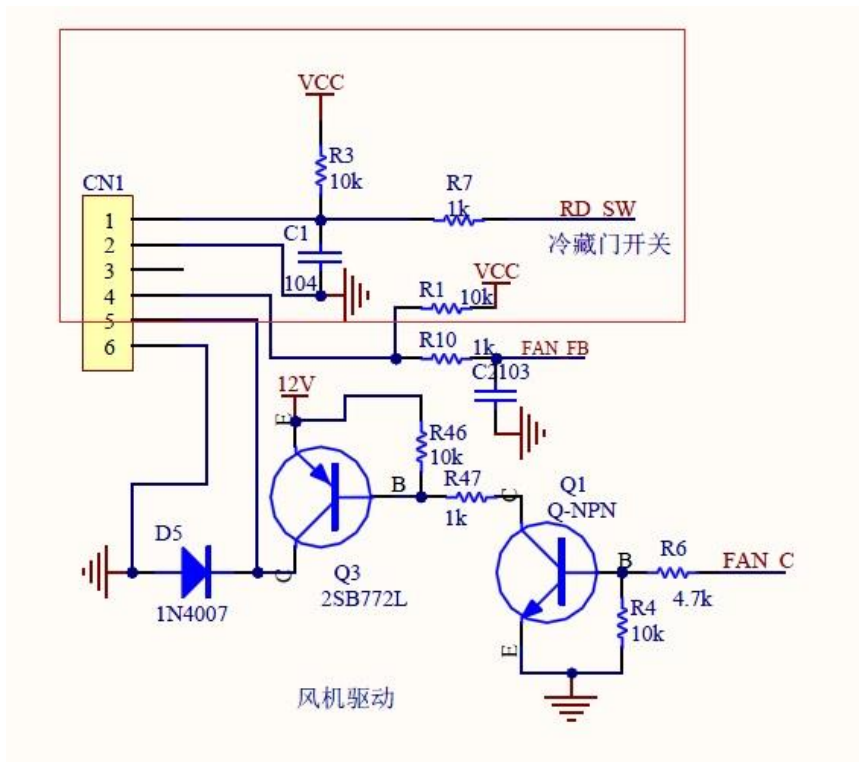 VCC
R3
10k
CN1
R7
1k
RD_SW
1
2
3
4
5
6
C1
104
冷藏门开关
VCC
R1
10k
R10
1k
FAN_FB
C2
103
12V
E
R46
10k
B
R47
1k
C
Q1
Q-NPN
D5
1N4007
C
Q3
2SB772L
B
R6
4.7k
FAN_C
R4
10k
E
风机驱动